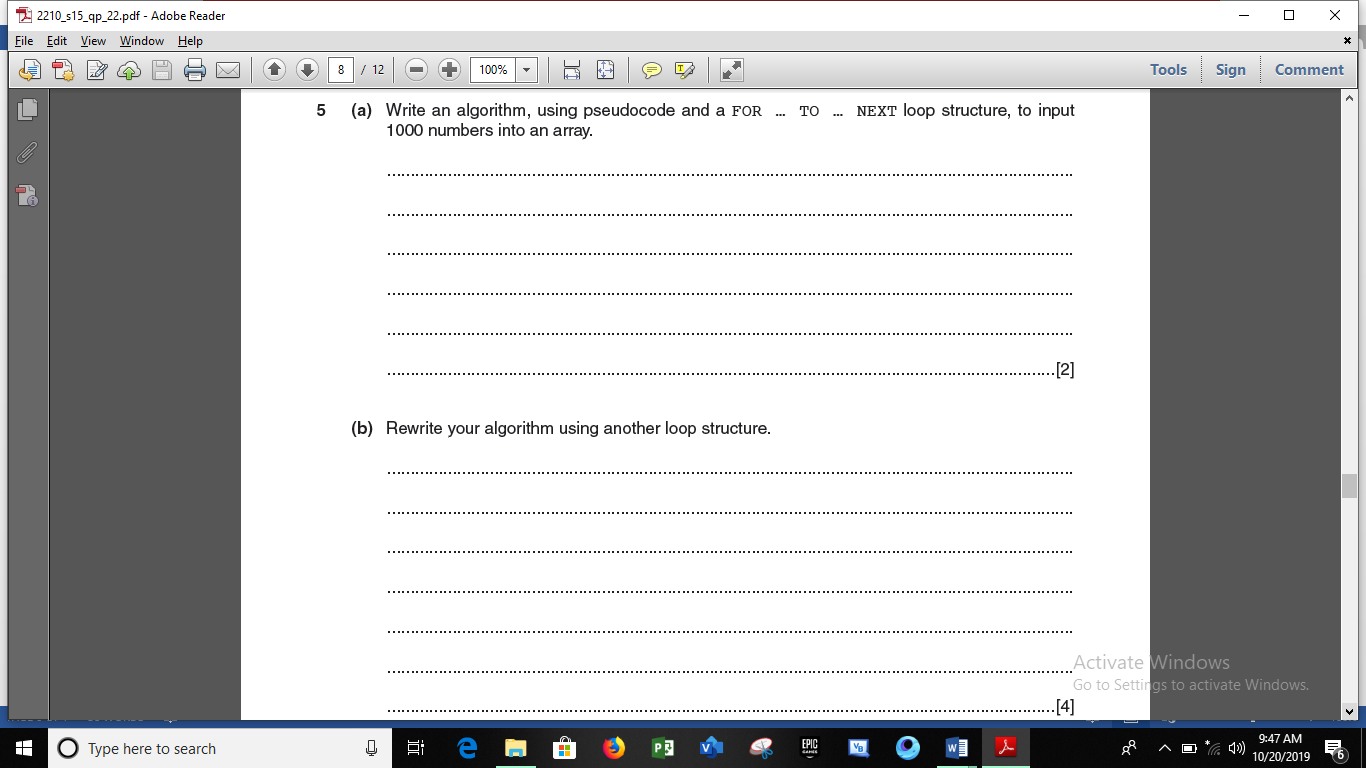 2210_s15_qp_22.pdf - Adobe Reader
File Edit View Window Help
8 / 12 100% Tools Sign Comment
5 (a) Write an algorithm, using pseudocode and a FOR … TO … NEXT loop structure, to input
1000 numbers into an array.
[2]
(b) Rewrite your algorithm using another loop structure.
Activate Windows
Go to Settings to activate Windows.
[4]
Type here to search
EPIC GAMES
9:47 AM
10/20/2019
6